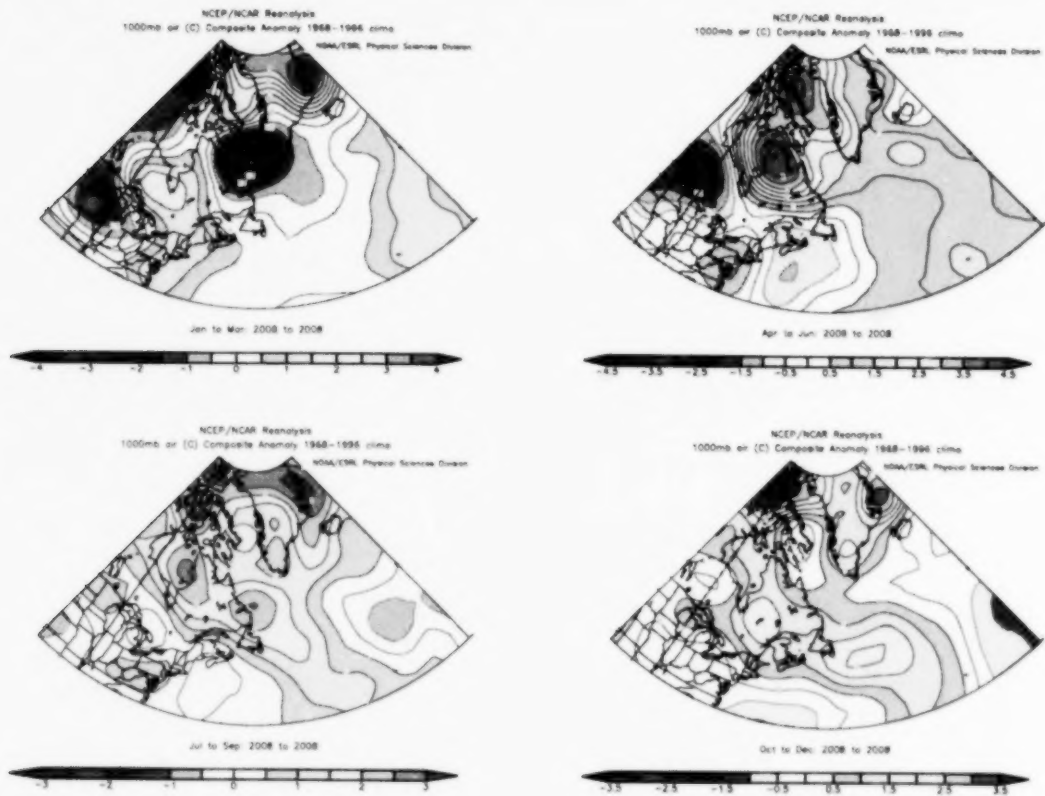 NCEP/NCAR Reanalysis
1000mb air (C) Composite Anomaly 1968-1996 clima
NOAA/ESRL Physical Sciences Division
Jan to Mar: 2008 to 2008
-4 -3 -2 -1 0 1 2 3 4
NCEP/NCAR Reanalysis
1000mb air (C) Composite Anomaly 1968-1996 clima
NOAA/ESRL Physical Sciences Division
Apr to Jun: 2008 to 2008
-4.5 -3.5 -2.5 -1.5 -0.5 0.5 1.5 2.5 3.5 4.5
NCEP/NCAR Reanalysis
1000mb air (C) Composite Anomaly 1968-1996 clima
NOAA/ESRL Physical Sciences Division
Jul to Sep: 2008 to 2008
-3 -2 -1 0 1 2 3
NCEP/NCAR Reanalysis
1000mb air (C) Composite Anomaly 1968-1996 clima
NOAA/ESRL Physical Sciences Division
Oct to Dec: 2008 to 2008
-3.5 -2.5 -1.5 -0.5 0.5 1.5 2.5 3.5